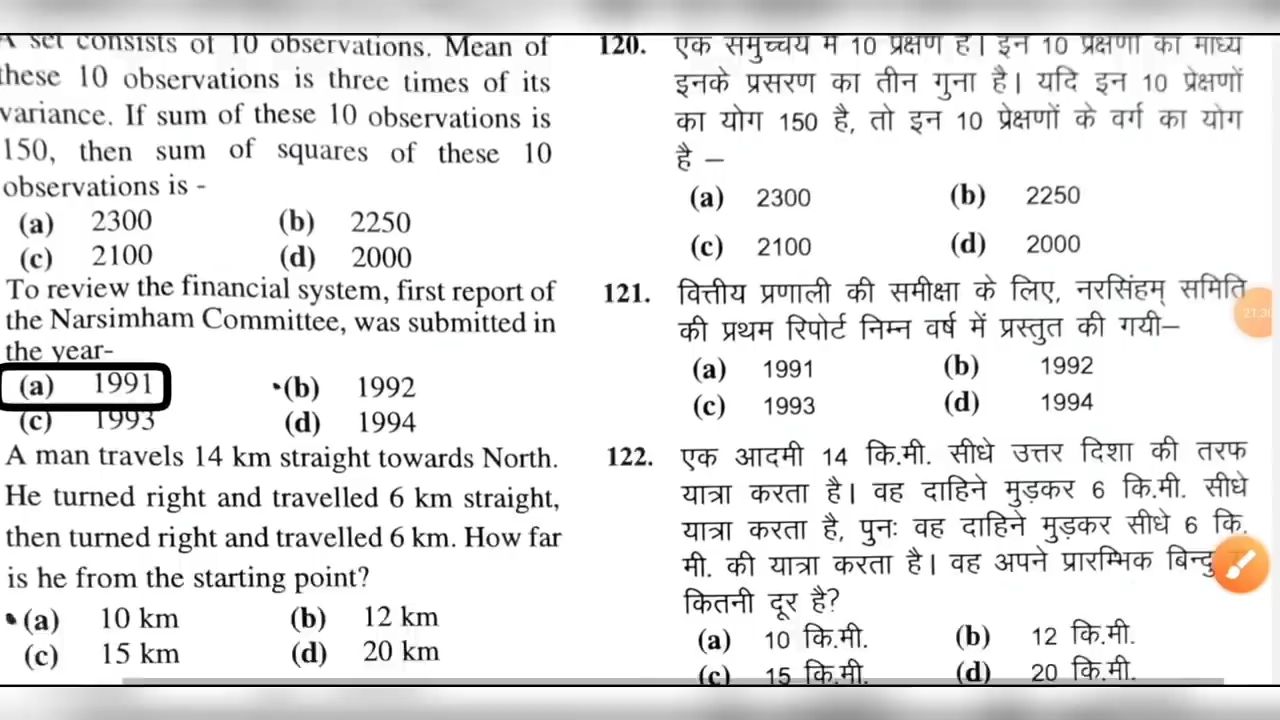 A set consists of 10 observations. Mean of
these 10 observations is three times of its
variance. If sum of these 10 observations is
150, then sum of squares of these 10
observations is -
(a) 2300 (b) 2250
(c) 2100 (d) 2000
To review the financial system, first report of
the Narsimham Committee, was submitted in
the year-
(a) 1991 (b) 1992
(c) 1993 (d) 1994
A man travels 14 km straight towards North.
He turned right and travelled 6 km straight,
then turned right and travelled 6 km. How far
is he from the starting point?
(a) 10 km (b) 12 km
(c) 15 km (d) 20 km
120. एक समुच्चय में 10 प्रेक्षण हैं। इन 10 प्रेक्षणों का माध्य
इनके प्रसरण का तीन गुना है। यदि इन 10 प्रेक्षणों
का योग 150 है, तो इन 10 प्रेक्षणों के वर्ग का योग
है –
(a) 2300 (b) 2250
(c) 2100 (d) 2000
121. वित्तीय प्रणाली की समीक्षा के लिए, नरसिंहम् समिति
की प्रथम रिपोर्ट निम्न वर्ष में प्रस्तुत की गयी–
(a) 1991 (b) 1992
(c) 1993 (d) 1994
122. एक आदमी 14 कि.मी. सीधे उत्तर दिशा की तरफ
यात्रा करता है। वह दाहिने मुड़कर 6 कि.मी. सीधे
यात्रा करता है, पुनः वह दाहिने मुड़कर सीधे 6 कि.
मी. की यात्रा करता है। वह अपने प्रारम्भिक बिन्दु
कितनी दूर है?
(a) 10 कि.मी. (b) 12 कि.मी.
(c) 15 कि.मी. (d) 20 कि.मी.